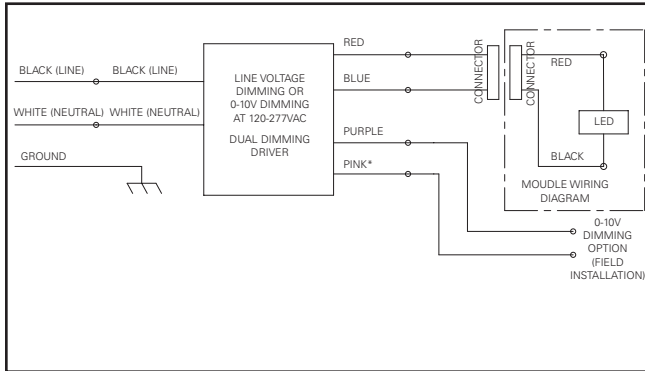 BLACK (LINE)
BLACK (LINE)
WHITE (NEUTRAL)
WHITE (NEUTRAL)
GROUND
LINE VOLTAGE
DIMMING OR
0-10V DIMMING
AT 120-277VAC
DUAL DIMMING
DRIVER
RED
BLUE
PURPLE
PINK*
CONNECTOR
CONNECTOR
RED
LED
BLACK
MOUDLE WIRING
DIAGRAM
0-10V
DIMMING
OPTION
(FIELD
INSTALLATION)